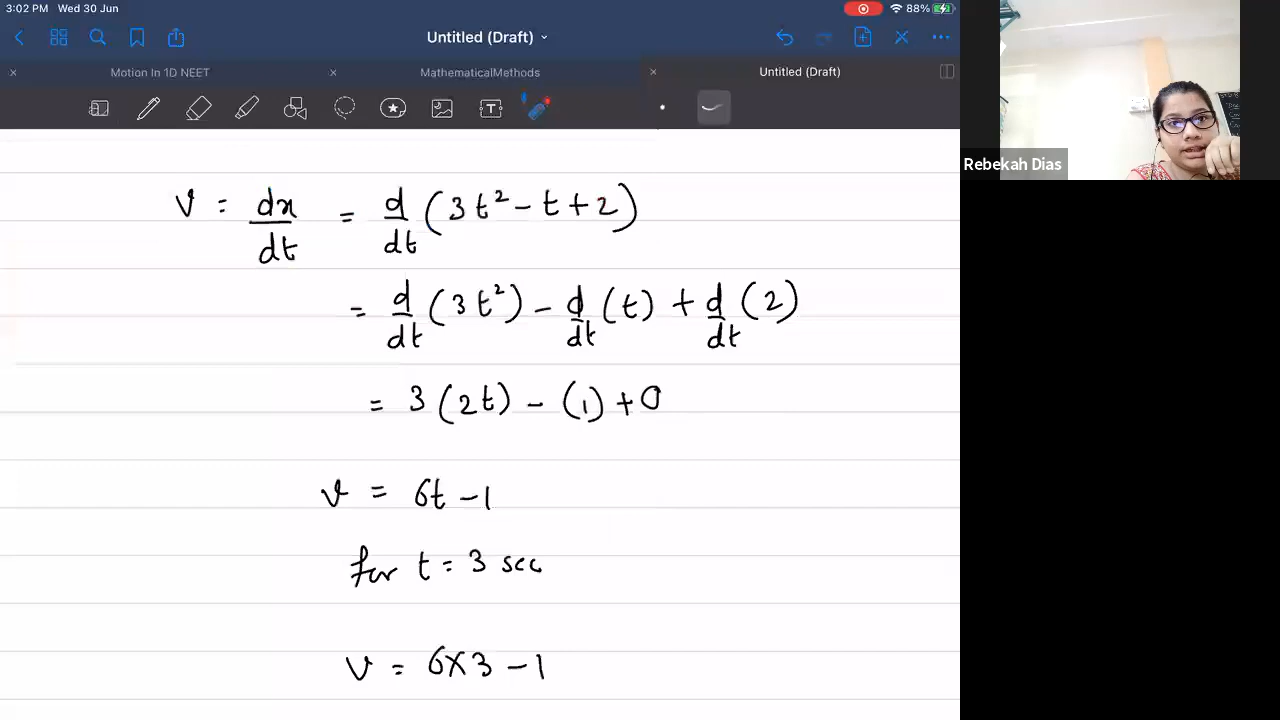 3:02 PM Wed 30 Jun
88%
Untitled (Draft)
Motion In 1D NEET
MathematicalMethods
Untitled (Draft)
Rebekah Dias
v = dx/dt = d/dt (3t² - t + 2)
= d/dt (3t²) - d/dt (t) + d/dt (2)
= 3(2t) - (1) + 0
v = 6t - 1
for t = 3 sec
v = 6x3 - 1